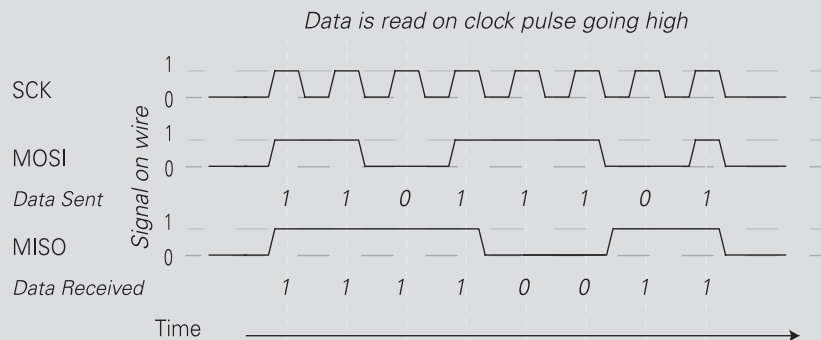 Data is read on clock pulse going high
Signal on wire
SCK
1
0
MOSI
1
0
Data Sent 1 1 0 1 1 1 0 1
MISO
1
0
Data Received 1 1 1 1 0 0 1 1
Time